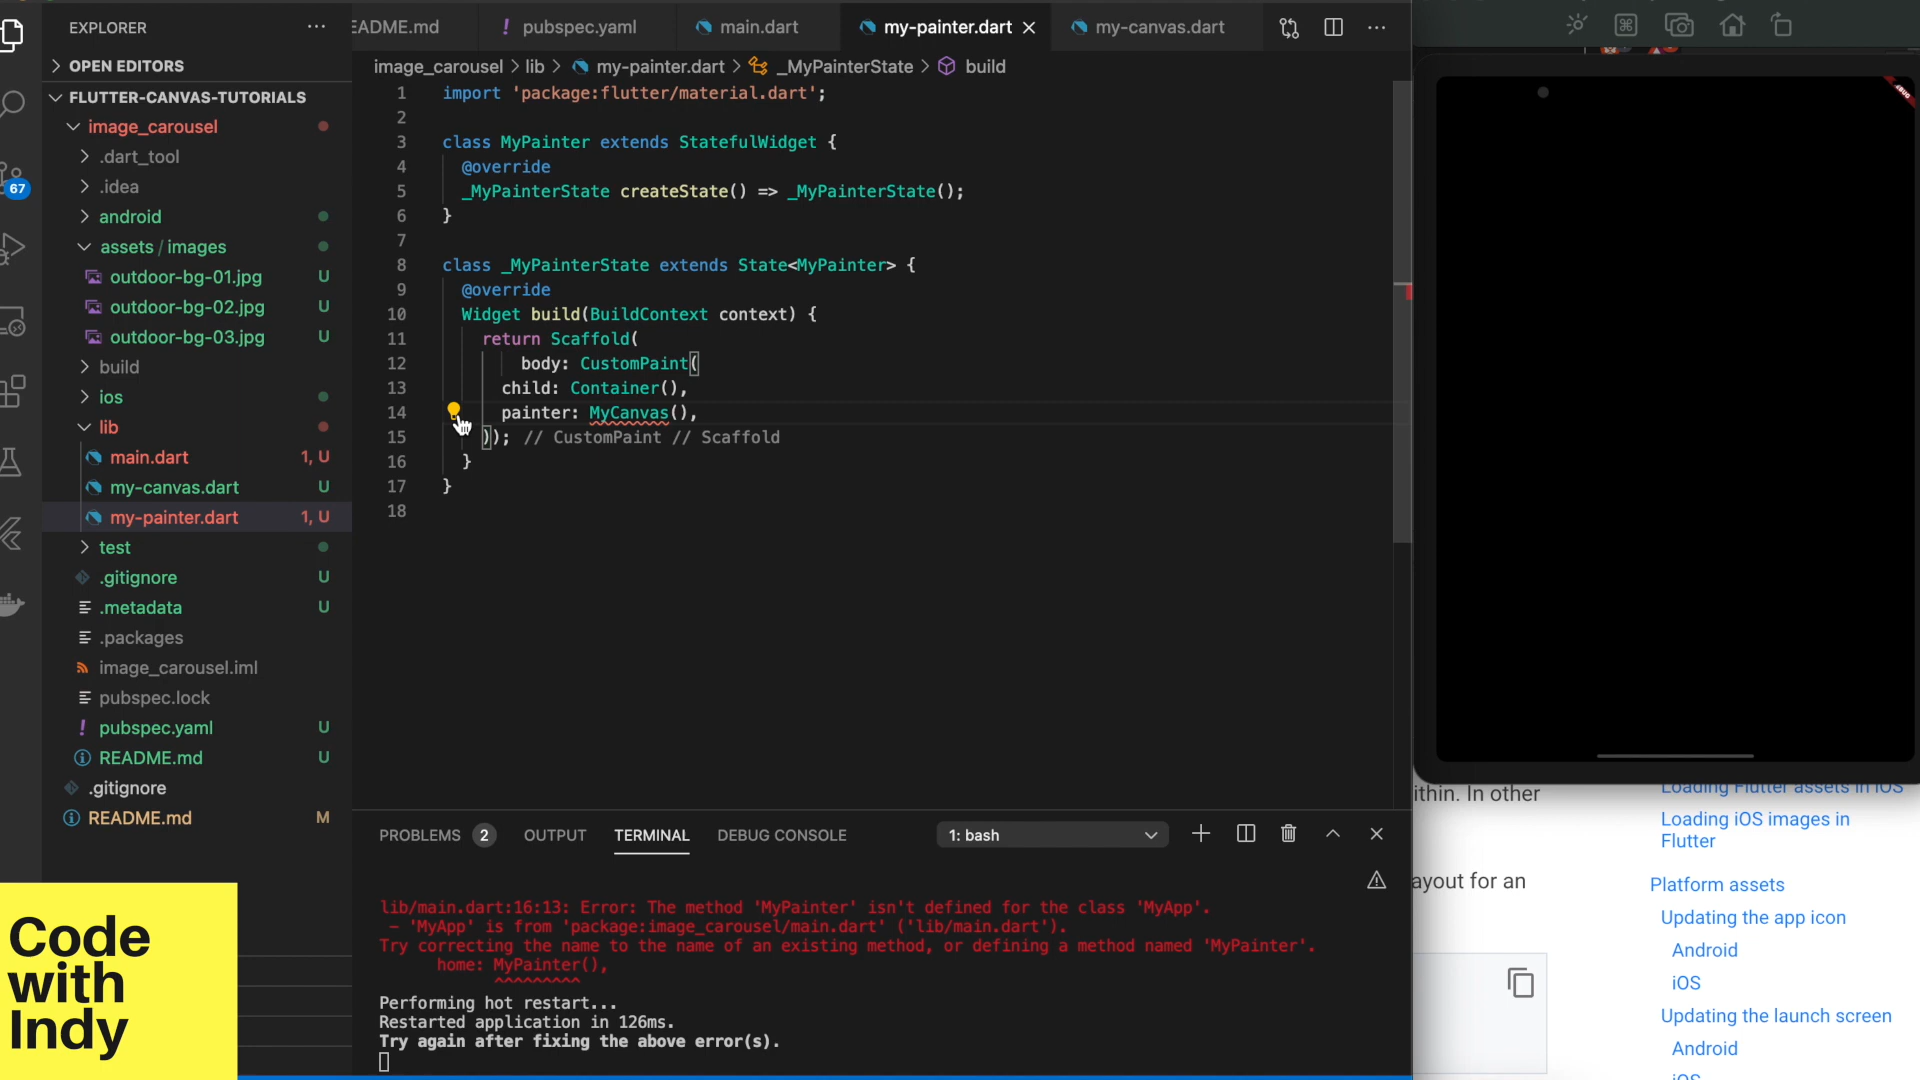 EXPLORER
OPEN EDITORS
FLUTTER-CANVAS-TUTORIALS
image_carousel
.dart_tool
.idea
android
assets / images
outdoor-bg-01.jpg U
outdoor-bg-02.jpg U
outdoor-bg-03.jpg U
build
ios
lib
main.dart 1, U
my-canvas.dart U
my-painter.dart 1, U
test
.gitignore U
.metadata U
.packages
image_carousel.iml
pubspec.lock
pubspec.yaml U
README.md U
.gitignore
README.md M
67
EADME.md
! pubspec.yaml
main.dart
my-painter.dart
my-canvas.dart
image_carousel > lib > my-painter.dart > _MyPainterState > build
1 import 'package:flutter/material.dart';
2
3 class MyPainter extends StatefulWidget {
4 @override
5 _MyPainterState createState() => _MyPainterState();
6 }
7
8 class _MyPainterState extends State<MyPainter> {
9 @override
10 Widget build(BuildContext context) {
11 return Scaffold(
12 body: CustomPaint(
13 child: Container(),
14 painter: MyCanvas(),
15 )); // CustomPaint // Scaffold
16 }
17 }
18
PROBLEMS 2 OUTPUT TERMINAL DEBUG CONSOLE 1: bash
lib/main.dart:16:13: Error: The method 'MyPainter' isn't defined for the class 'MyApp'.
- 'MyApp' is from 'package:image_carousel/main.dart' ('lib/main.dart').
Try correcting the name to the name of an existing method, or defining a method named 'MyPainter'.
home: MyPainter(),
^^^^^^^^^
Performing hot restart...
Restarted application in 126ms.
Try again after fixing the above error(s).
Code
with
Indy
ithin. In other
ayout for an
Loading Flutter assets in iOS
Loading iOS images in
Flutter
Platform assets
Updating the app icon
Android
iOS
Updating the launch screen
Android
iOS